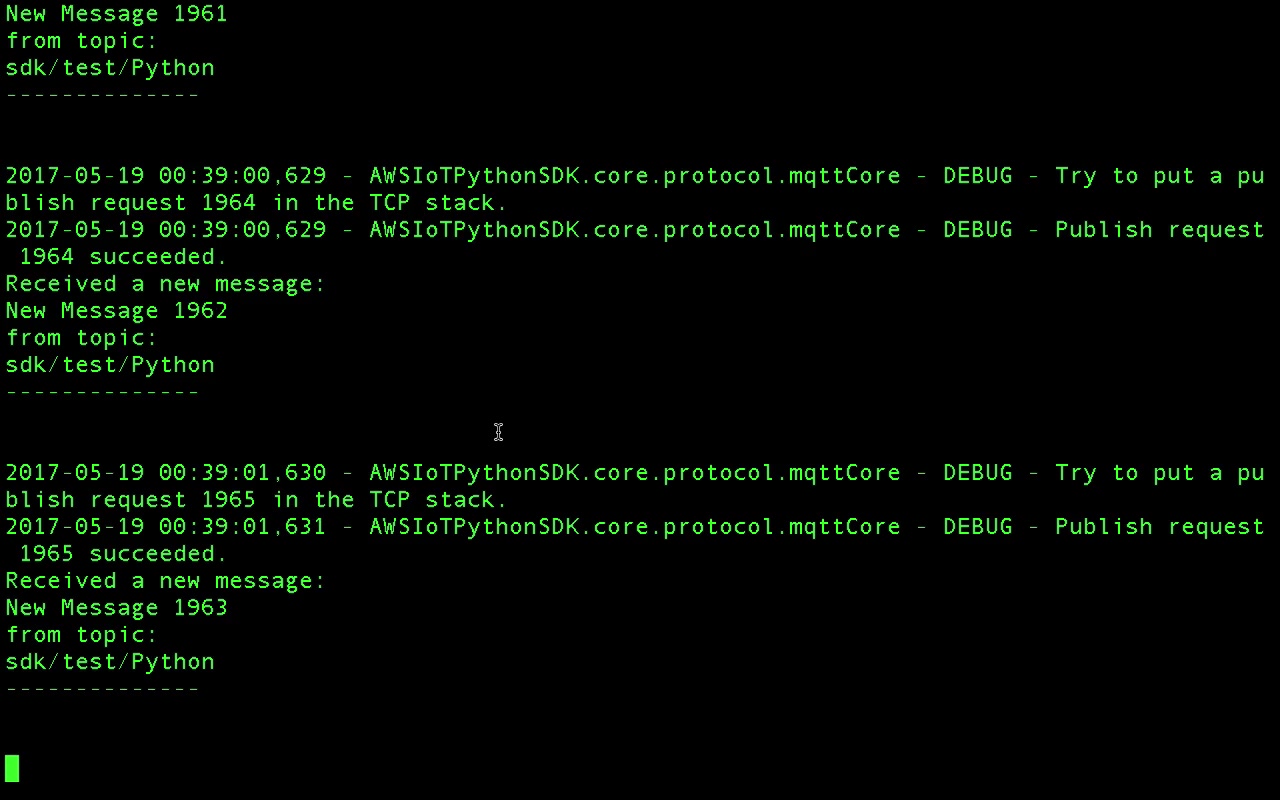 New Message 1961
from topic:
sdk/test/Python
--------------
2017-05-19 00:39:00,629 - AWSIoTPythonSDK.core.protocol.mqttCore - DEBUG - Try to put a pu
blish request 1964 in the TCP stack.
2017-05-19 00:39:00,629 - AWSIoTPythonSDK.core.protocol.mqttCore - DEBUG - Publish request
 1964 succeeded.
Received a new message:
New Message 1962
from topic:
sdk/test/Python
--------------
2017-05-19 00:39:01,630 - AWSIoTPythonSDK.core.protocol.mqttCore - DEBUG - Try to put a pu
blish request 1965 in the TCP stack.
2017-05-19 00:39:01,631 - AWSIoTPythonSDK.core.protocol.mqttCore - DEBUG - Publish request
 1965 succeeded.
Received a new message:
New Message 1963
from topic:
sdk/test/Python
--------------